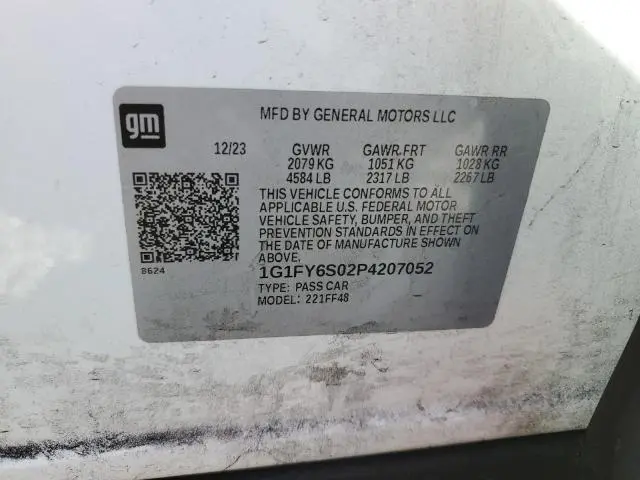 gm
MFD BY GENERAL MOTORS LLC
12/23 GVWR GAWR FRT GAWR RR
2079 KG 1051 KG 1028 KG
4584 LB 2317 LB 2267 LB
THIS VEHICLE CONFORMS TO ALL
APPLICABLE U.S. FEDERAL MOTOR
VEHICLE SAFETY, BUMPER, AND THEFT
PREVENTION STANDARDS IN EFFECT ON
THE DATE OF MANUFACTURE SHOWN
ABOVE.
8624
1G1FY6S02P4207052
TYPE: PASS CAR
MODEL: 221FF48